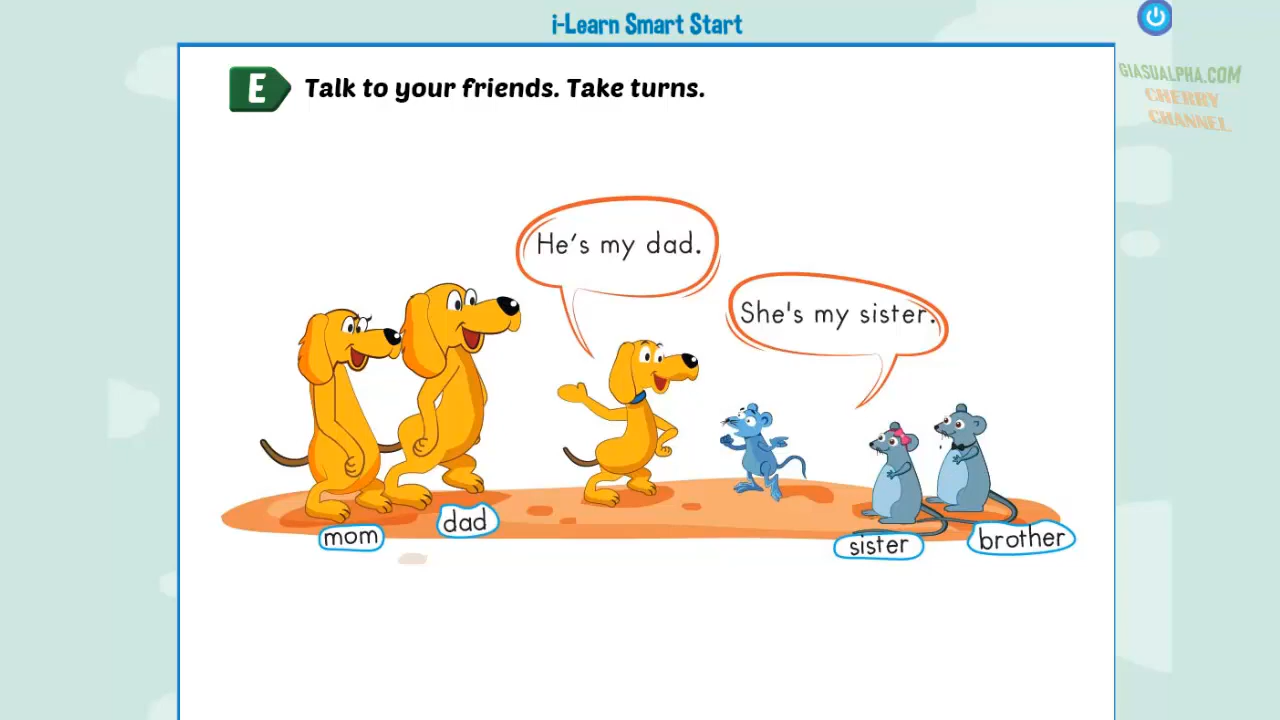 i-Learn Smart Start
GIASUALPHA.COM
CHERRY
CHANNEL
E Talk to your friends. Take turns.
He's my dad.
She's my sister.
mom
dad
sister
brother